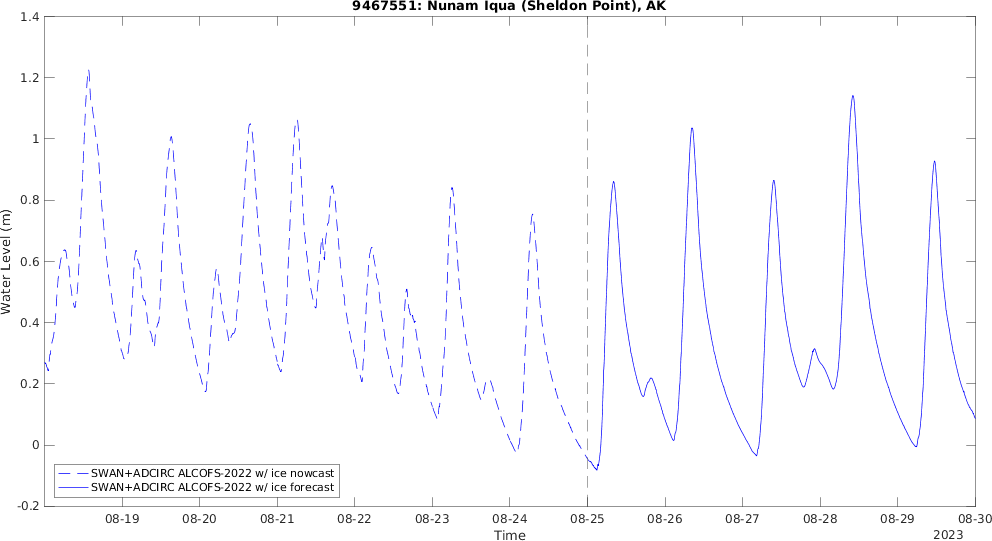 9467551: Nunam Iqua (Sheldon Point), AK
1.4
1.2
1
0.8
0.6
0.4
0.2
0
-0.2
Water Level (m)
SWAN+ADCIRC ALCOFS-2022 w/ ice nowcast
SWAN+ADCIRC ALCOFS-2022 w/ ice forecast
08-19 08-20 08-21 08-22 08-23 08-24 08-25 08-26 08-27 08-28 08-29 08-30
Time
2023